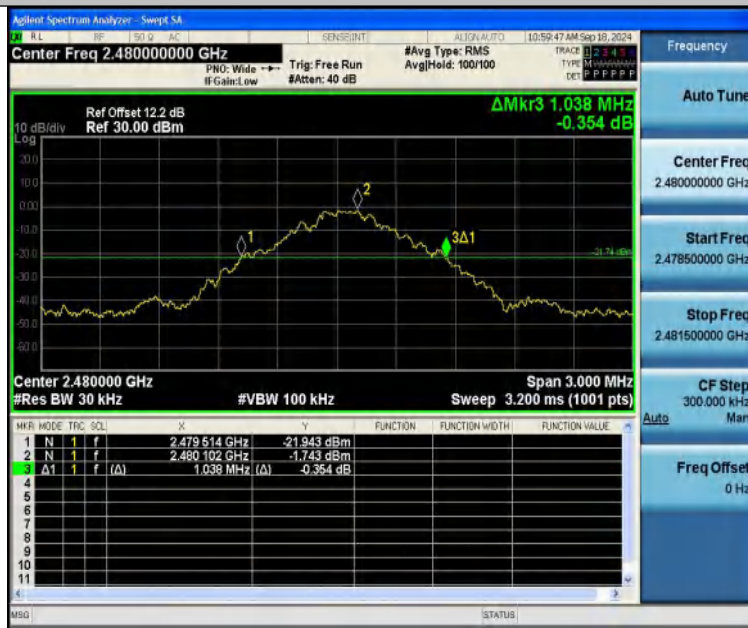 Agilent Spectrum Analyzer - Swept SA
RL RF 50 Ω AC SENSE:INT ALIGN AUTO 10:59:47 AM Sep 18, 2024
Center Freq 2.480000000 GHz
PNO: Wide
IFGain:Low
Trig: Free Run
#Atten: 40 dB
#Avg Type: RMS
Avg|Hold: 100/100
TRACE 1 2 3 4 5 6
TYPE M
DET P P P P P P
Frequency
Auto Tune
Center Freq
2.480000000 GHz
Start Freq
2.478500000 GHz
Stop Freq
2.481500000 GHz
CF Step
300.000 kHz
Auto Man
Freq Offset
0 Hz
ΔMkr3 1.038 MHz
-0.354 dB
Ref Offset 12.2 dB
10 dB/div Ref 30.00 dBm
Log
20.0
10.0
0.00
-10.0
-20.0
-30.0
-40.0
-50.0
-60.0
1
2
3Δ1
-21.74 dBm
Center 2.480000 GHz Span 3.000 MHz
#Res BW 30 kHz #VBW 100 kHz Sweep 3.200 ms (1001 pts)
MKR MODE TRC SCL X Y FUNCTION FUNCTION WIDTH FUNCTION VALUE
1 N 1 f 2.479 514 GHz -21.943 dBm
2 N 1 f 2.480 102 GHz -1.743 dBm
3 Δ1 1 f (Δ) 1.038 MHz (Δ) -0.354 dB
4
5
6
7
8
9
10
11
MSG STATUS